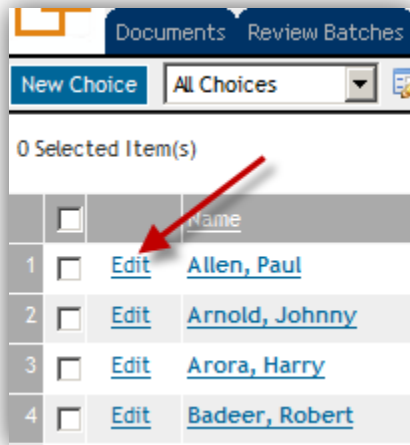 Documents Review Batches
New Choice All Choices
0 Selected Item(s)
Name
1 Edit Allen, Paul
2 Edit Arnold, Johnny
3 Edit Arora, Harry
4 Edit Badeer, Robert